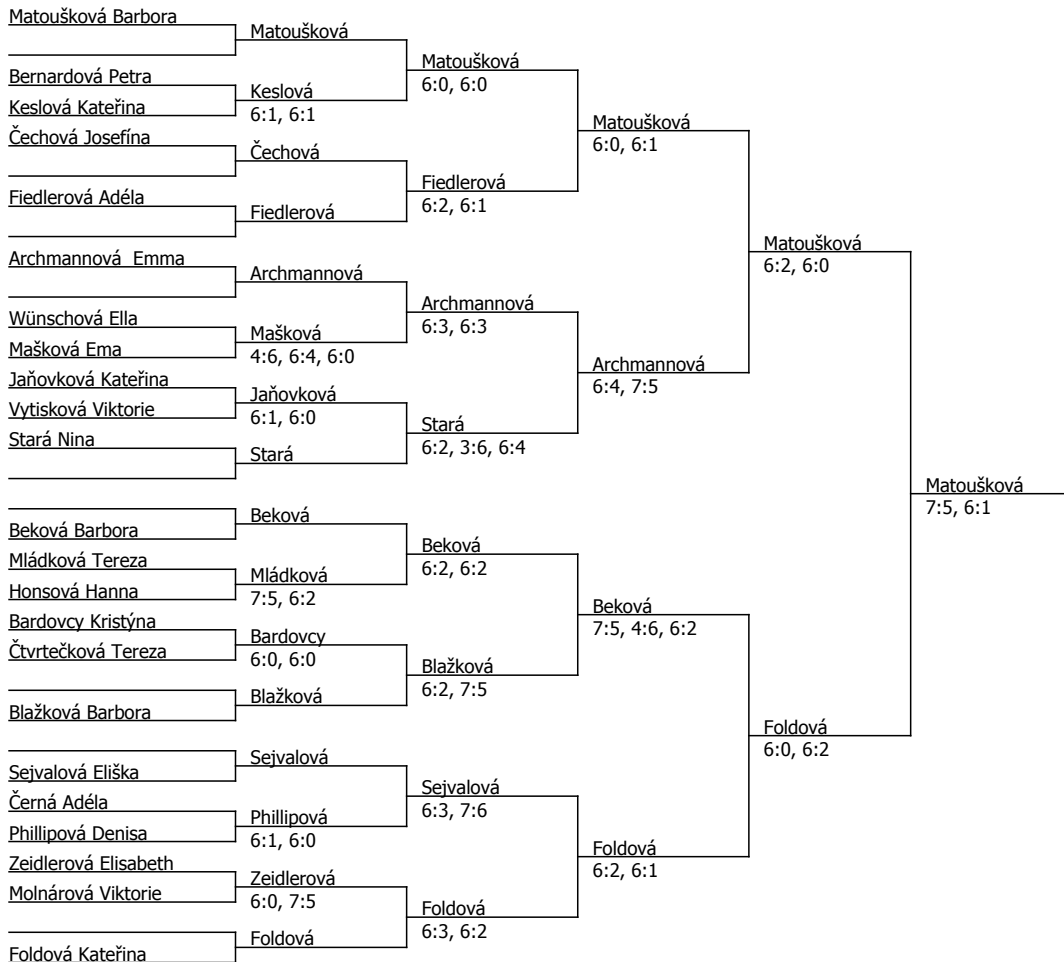 Matoušková Barbora
Matoušková
Matoušková
6:0, 6:0
Bernardová Petra
Keslová
6:1, 6:1
Keslová Kateřina
Matoušková
6:0, 6:1
Čechová Josefína
Čechová
Fiedlerová
6:2, 6:1
Fiedlerová Adéla
Fiedlerová
Matoušková
6:2, 6:0
Archmannová  Emma
Archmannová
Archmannová
6:3, 6:3
Wünschová Ella
Mašková
4:6, 6:4, 6:0
Mašková Ema
Archmannová
6:4, 7:5
Jaňovková Kateřina
Jaňovková
6:1, 6:0
Vytisková Viktorie
Stará
6:2, 3:6, 6:4
Stará Nina
Stará
Matoušková
7:5, 6:1
Beková
Beková Barbora
Beková
6:2, 6:2
Mládková Tereza
Mládková
7:5, 6:2
Honsová Hanna
Beková
7:5, 4:6, 6:2
Bardovcy Kristýna
Bardovcy
6:0, 6:0
Čtvrtečková Tereza
Blažková
6:2, 7:5
Blažková
Blažková Barbora
Foldová
6:0, 6:2
Sejvalová
Sejvalová Eliška
Sejvalová
6:3, 7:6
Černá Adéla
Phillipová
6:1, 6:0
Phillipová Denisa
Foldová
6:2, 6:1
Zeidlerová Elisabeth
Zeidlerová
6:0, 7:5
Molnárová Viktorie
Foldová
6:3, 6:2
Foldová
Foldová Kateřina